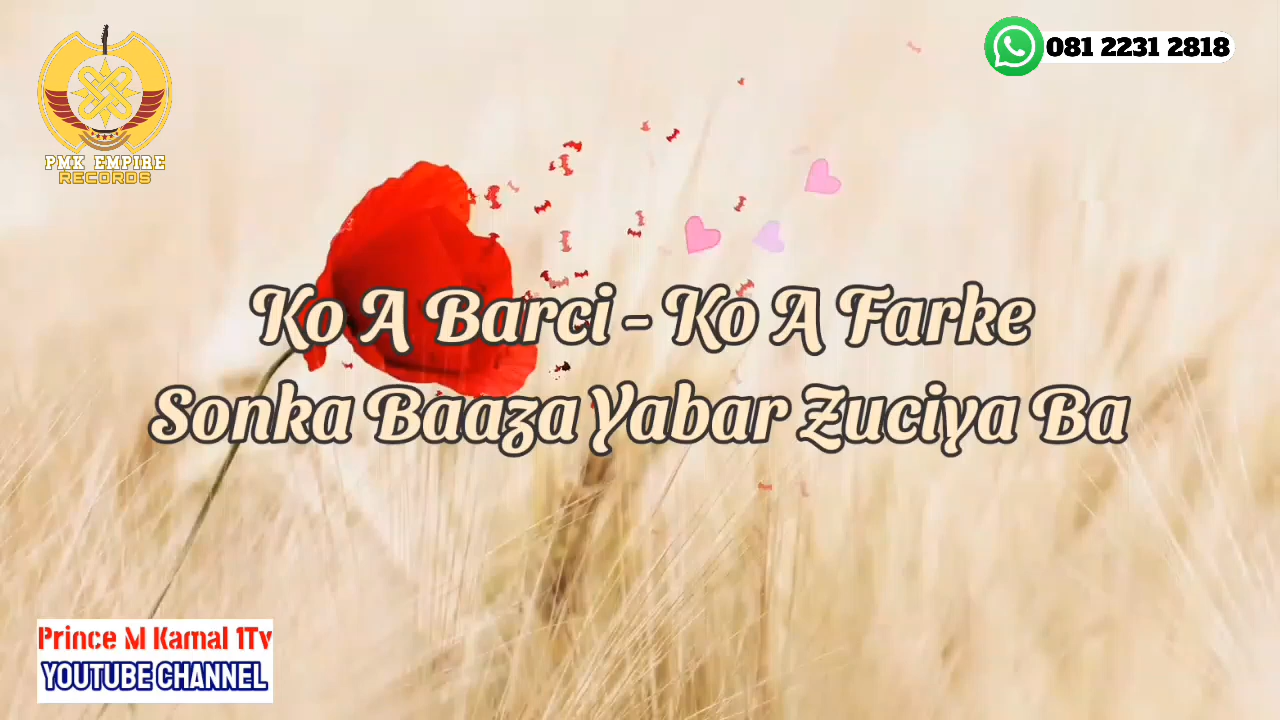 PMK EMPIRE
RECORDS
081 2231 2818
Ko A Barci - Ko A Farke
Sonka Baaza Yabar Zuciya Ba
Prince M Kamal 1Tv
YOUTUBE CHANNEL